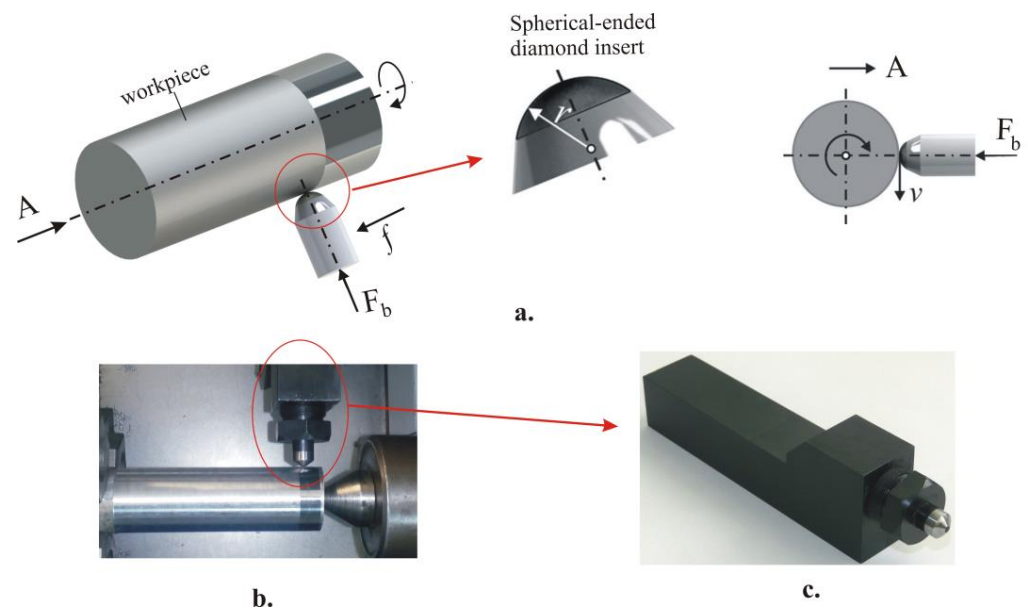 workpiece
A
f
F_b
Spherical-ended
diamond insert
r
A
F_b
v
a.
b.
c.